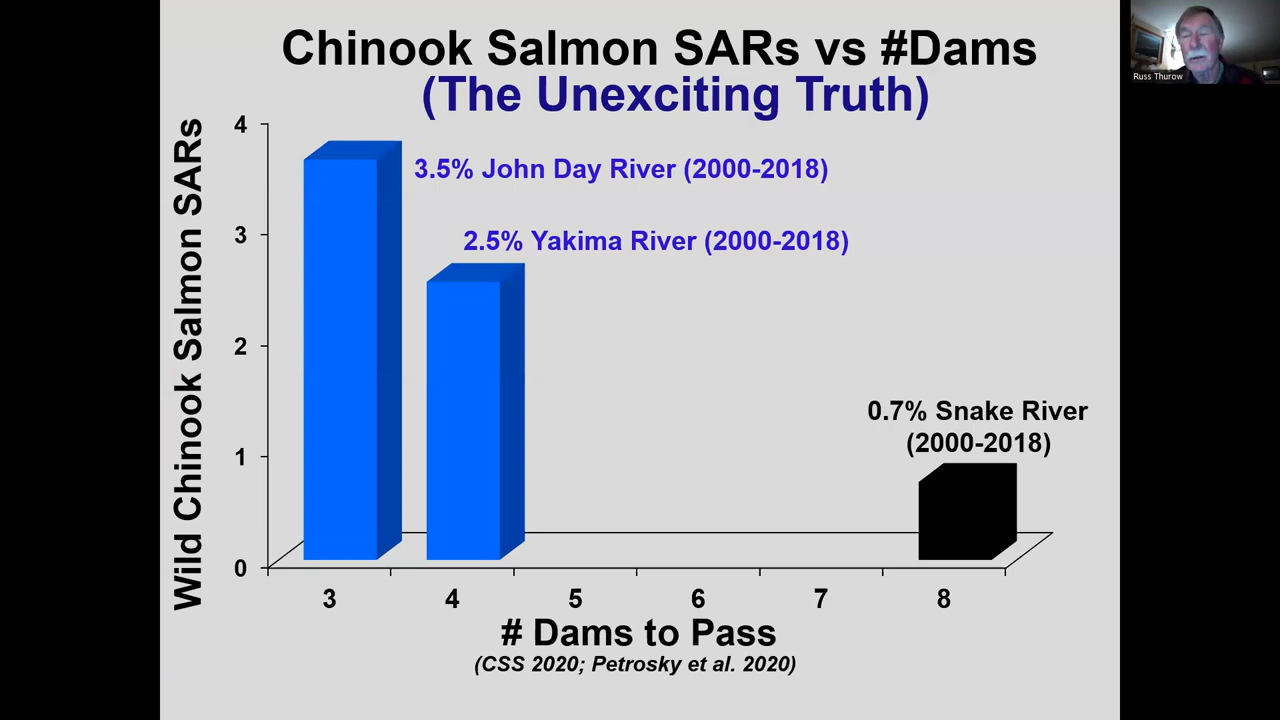 Chinook Salmon SARs vs #Dams
(The Unexciting Truth)
Russ Thurow
Wild Chinook Salmon SARs
4
3
2
1
0
3.5% John Day River (2000-2018)
2.5% Yakima River (2000-2018)
0.7% Snake River
(2000-2018)
3 4 5 6 7 8
# Dams to Pass
(CSS 2020; Petrosky et al. 2020)